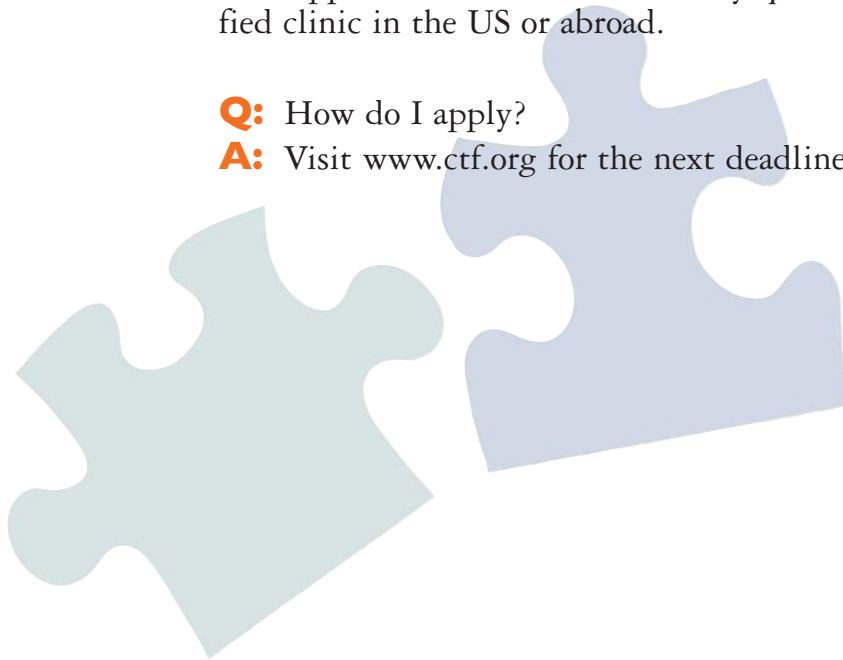 fied clinic in the US or abroad.
Q: How do I apply?
A: Visit www.ctf.org for the next deadline